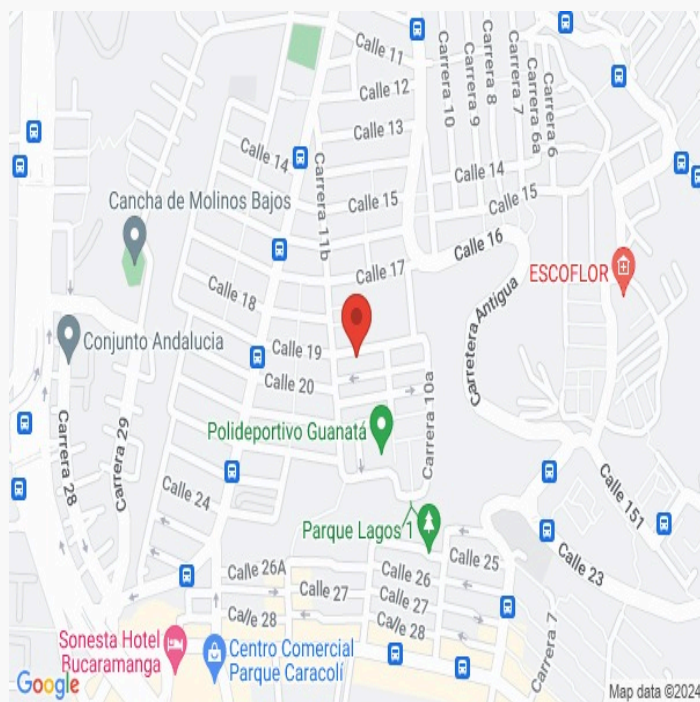 Calle 11
Calle 12
Calle 13
Carrera 10
Carrera 9
Carrera 8
Carrera 7
Carrera 6a
Carrera 6
Calle 14
Calle 14
Carrera 11b
Calle 15
Calle 15
Cancha de Molinos Bajos
Calle 16
Calle 17
ESCOFLOR
Calle 18
Carretera Antigua
Conjunto Andalucia
Calle 19
Calle 20
Carrera 10a
Polideportivo Guanatá
Carrera 28
Carrera 29
Calle 24
Calle 151
Parque Lagos 1
Calle 25
Calle 23
Calle 26A
Calle 26
Calle 27
Calle 27
Calle 28
Calle 28
Carrera 7
Sonesta Hotel
Bucaramanga
Centro Comercial
Parque Caracolí
Google
Map data ©2024